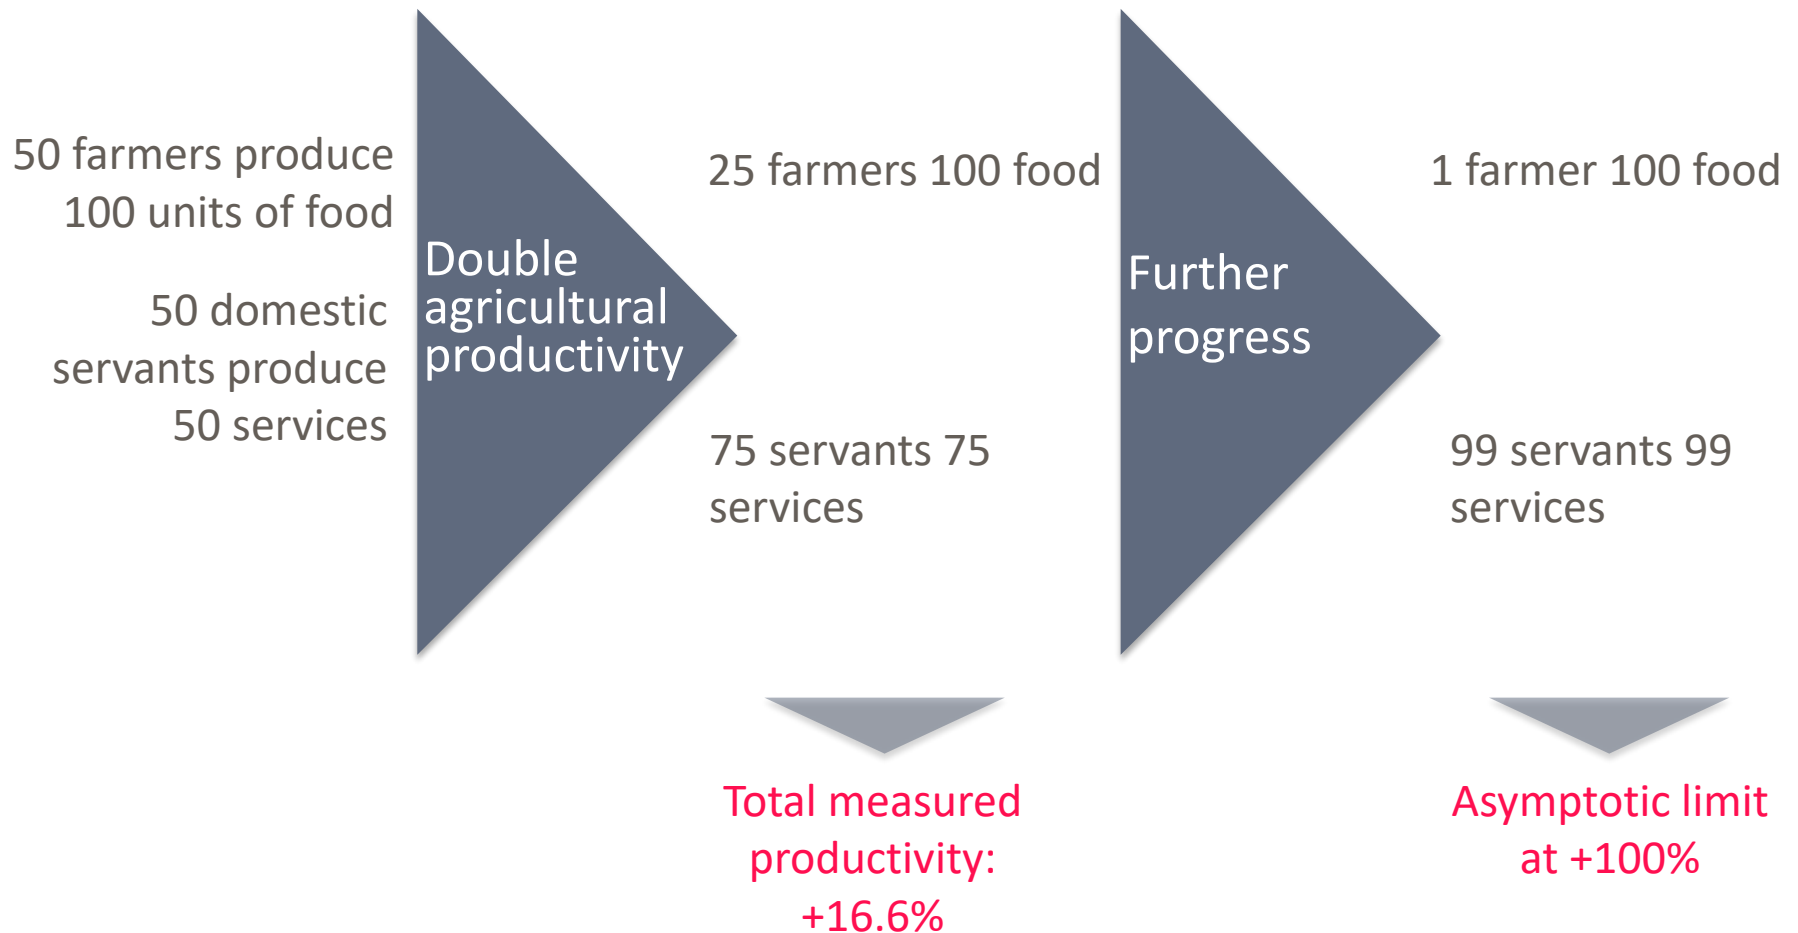 50 farmers produce
100 units of food
50 domestic
servants produce
50 services
Double
agricultural
productivity
25 farmers 100 food
75 servants 75
services
Further
progress
1 farmer 100 food
99 servants 99
services
Total measured
productivity:
+16.6%
Asymptotic limit
at +100%